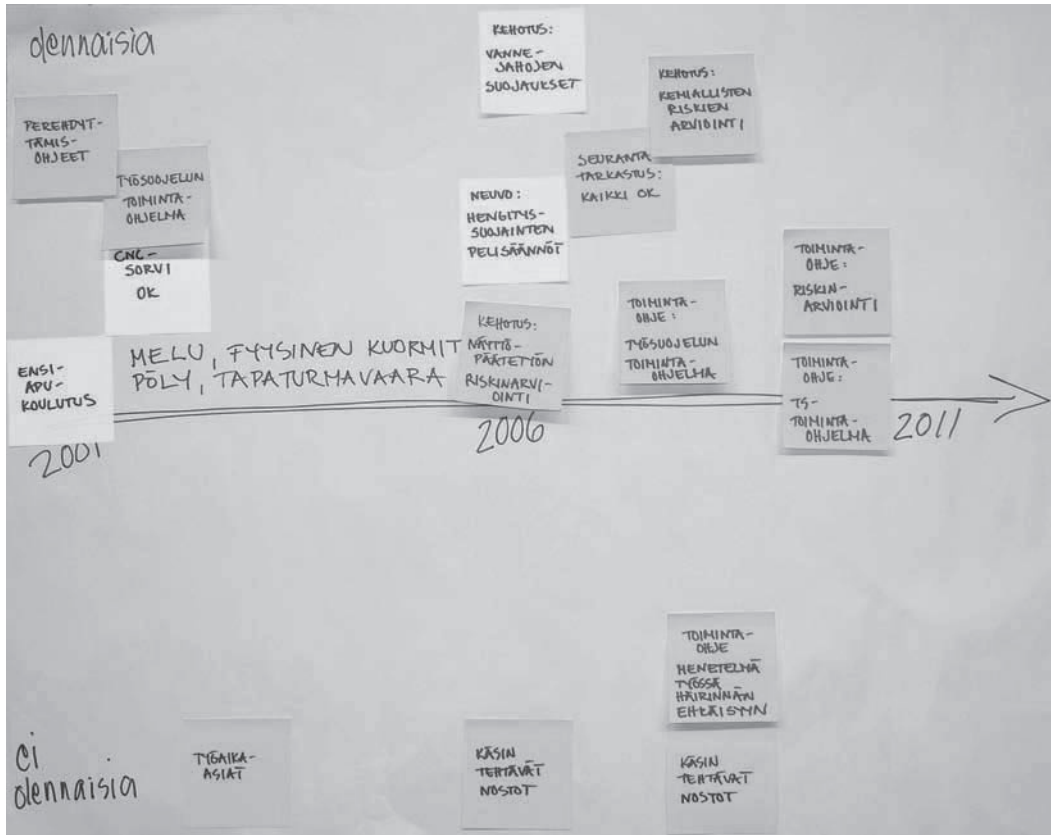 olennaisia
PEREHDYT-
TÄMIS-
OHJEET
TYÖSUOJELUN
TOIMINTA-
OHJELMA
CNC-
SORVI
OK
ENSI-
APU-
KOULUTUS
MELU, FYYSINEN KUORMIT
PÖLY, TAPATURMAVAARA
2001
KEHOTUS:
VANNE-
SAHOJEN
SUOJAUKSET
KEHOTUS:
KEMIALLISTEN
RISKIEN
ARVIOINTI
SEURANTA
TARKASTUS:
KAIKKI OK
NEUVO:
HENGITYS-
SUOJAINTEN
PELISÄÄNNÖT
KEHOTUS:
NÄYTTÖ-
PÄÄTETYÖN
RISKINARVI-
OINTI
2006
TOIMINTA-
OHJE:
TYÖSUOJELUN
TOIMINTA-
OHJELMA
TOIMINTA-
OHJE:
RISKIN-
ARVIOINTI
TOIMINTA-
OHJE:
TS-
TOIMINTA-
OHJELMA
2011
ei
olennaisia
TYÖAIKA-
ASIAT
KÄSIN
TEHTÄVÄT
NOSTOT
TOIMINTA-
OHJE
MENETELMÄ
TYÖSSÄ
HÄIRINNÄN
EHKÄISYYN
KÄSIN
TEHTÄVÄT
NOSTOT